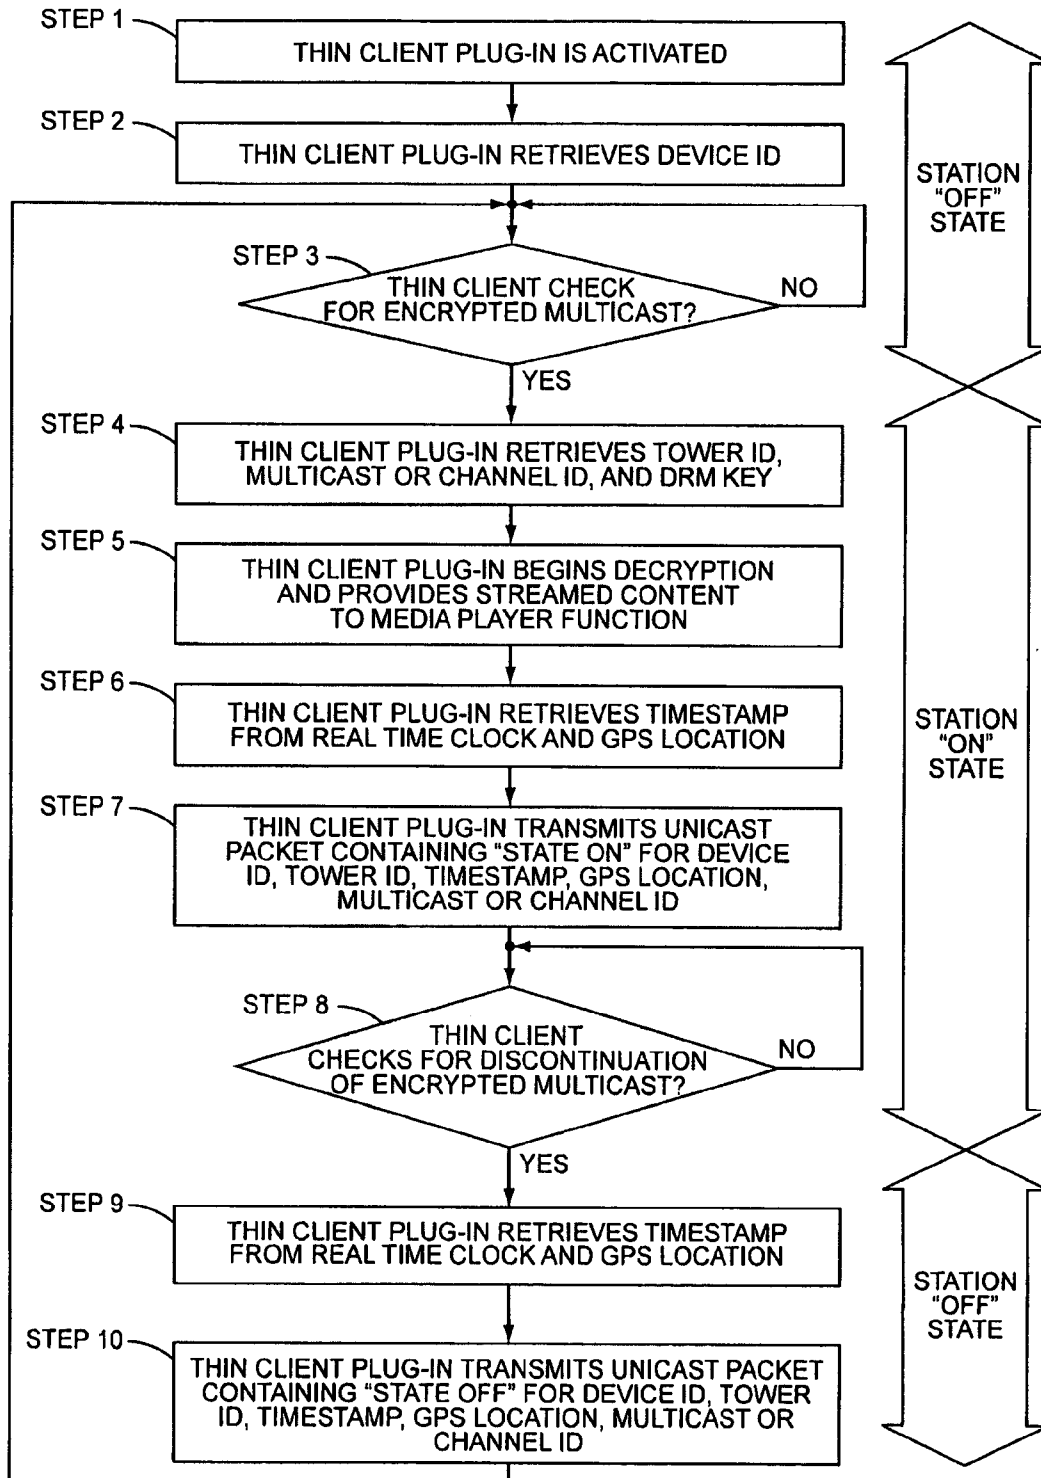 STEP 1
THIN CLIENT PLUG-IN IS ACTIVATED
STEP 2
THIN CLIENT PLUG-IN RETRIEVES DEVICE ID
STATION
"OFF"
STATE
STEP 3
THIN CLIENT CHECK
FOR ENCRYPTED MULTICAST?
NO
YES
STEP 4
THIN CLIENT PLUG-IN RETRIEVES TOWER ID,
MULTICAST OR CHANNEL ID, AND DRM KEY
STEP 5
THIN CLIENT PLUG-IN BEGINS DECRYPTION
AND PROVIDES STREAMED CONTENT
TO MEDIA PLAYER FUNCTION
STEP 6
THIN CLIENT PLUG-IN RETRIEVES TIMESTAMP
FROM REAL TIME CLOCK AND GPS LOCATION
STATION
"ON"
STATE
STEP 7
THIN CLIENT PLUG-IN TRANSMITS UNICAST
PACKET CONTAINING "STATE ON" FOR DEVICE
ID, TOWER ID, TIMESTAMP, GPS LOCATION,
MULTICAST OR CHANNEL ID
STEP 8
THIN CLIENT
CHECKS FOR DISCONTINUATION
OF ENCRYPTED MULTICAST?
NO
YES
STEP 9
THIN CLIENT PLUG-IN RETRIEVES TIMESTAMP
FROM REAL TIME CLOCK AND GPS LOCATION
STATION
"OFF"
STATE
STEP 10
THIN CLIENT PLUG-IN TRANSMITS UNICAST PACKET
CONTAINING "STATE OFF" FOR DEVICE ID, TOWER
ID, TIMESTAMP, GPS LOCATION, MULTICAST OR
CHANNEL ID